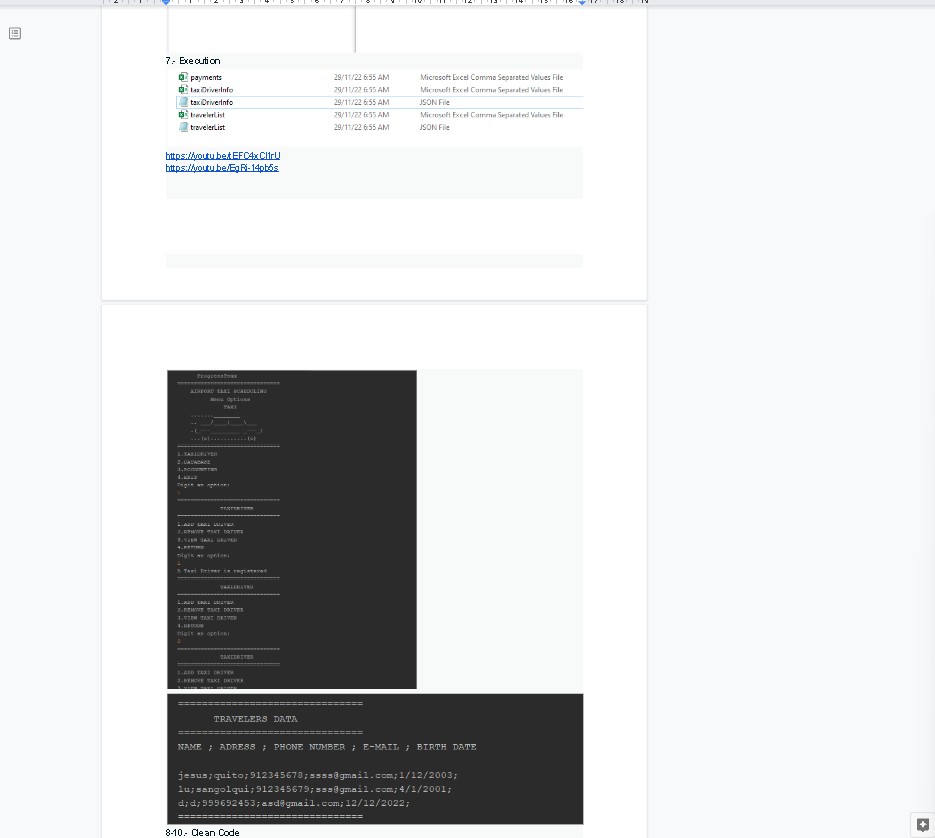 7.- Execution
payments 29/11/22 6:55 AM Microsoft Excel Comma Separated Values File
taxiDriverInfo 29/11/22 6:55 AM Microsoft Excel Comma Separated Values File
taxiDriverInfo 29/11/22 6:55 AM JSON File
travelerList 29/11/22 6:55 AM Microsoft Excel Comma Separated Values File
travelerList 29/11/22 6:55 AM JSON File
https://youtu.be/tEFC4xCl1rU
https://youtu.be/EgRi-14pb5s
ProgressTeam
==============================
AIRPORT TAXI SCHEDULING
Menu Options
TAXI
==============================
1.TAXIDRIVER
2.DATABASE
4.EXIT
Digit an option:
==============================
TAXIDRIVER
==============================
1.ADD TAXI DRIVER
2.REMOVE TAXI DRIVER
3.VIEW TAXI DRIVER
4.RETURN
Digit an option:
Taxi Driver is registered
==============================
TAXIDRIVER
==============================
1.ADD TAXI DRIVER
2.REMOVE TAXI DRIVER
3.VIEW TAXI DRIVER
4.RETURN
Digit an option:
==============================
TAXIDRIVER
==============================
1.ADD TAXI DRIVER
2.REMOVE TAXI DRIVER
3.VIEW TAXI DRIVER
===============================
TRAVELERS DATA
===============================
NAME ; ADRESS ; PHONE NUMBER ; E-MAIL ; BIRTH DATE
jesus;quito;912345678;ssss@gmail.com;1/12/2003;
lu;sangolqui;912345679;sss@gmail.com;4/1/2001;
d;d;999692453;asd@gmail.com;12/12/2022;
===============================
8-10.- Clean Code